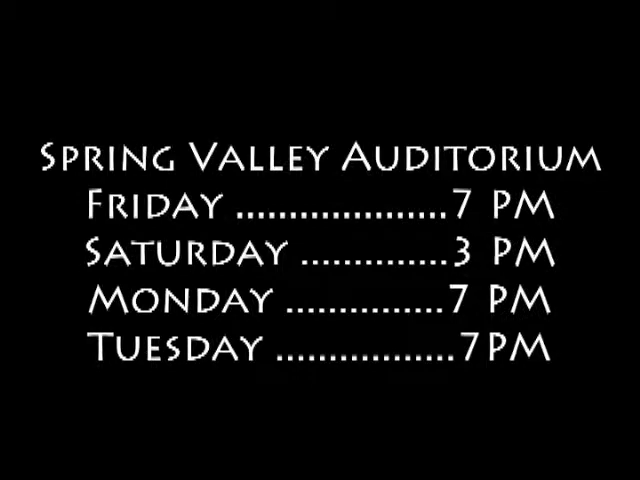 Spring Valley Auditorium
Friday ....................7 PM
Saturday ..............3 PM
Monday ...............7 PM
Tuesday .................7PM